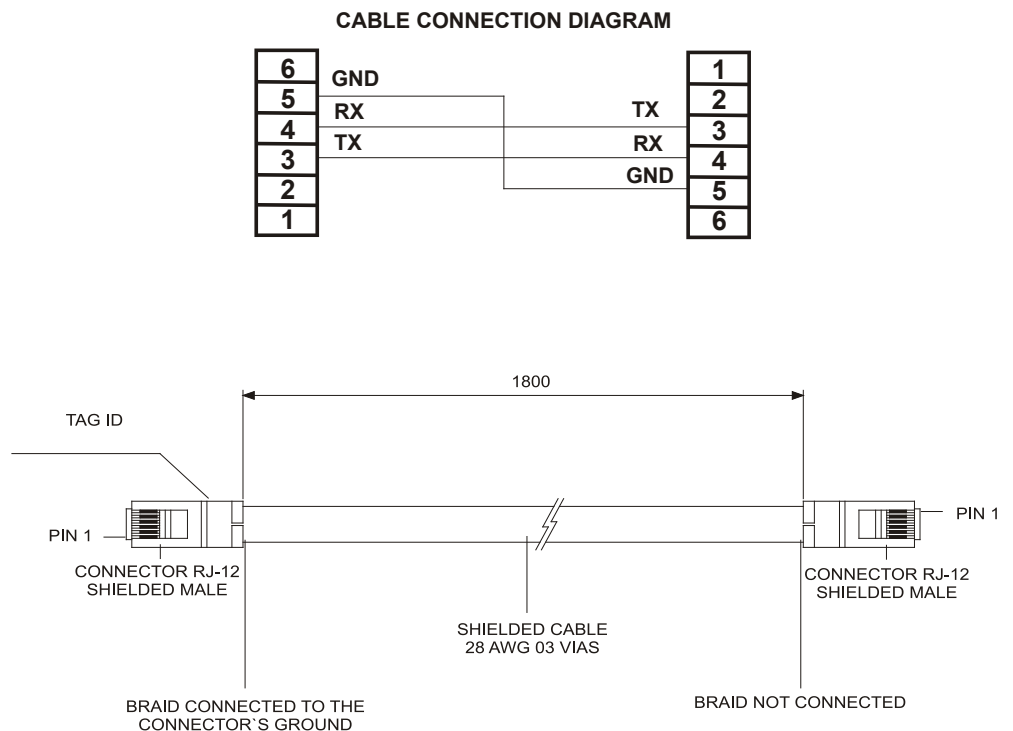 CABLE CONNECTION DIAGRAM
6
5
4
3
2
1
GND
RX
TX
TX
RX
GND
1
2
3
4
5
6
1800
TAG ID
PIN 1
PIN 1
CONNECTOR RJ-12
SHIELDED MALE
CONNECTOR RJ-12
SHIELDED MALE
SHIELDED CABLE
28 AWG 03 VIAS
BRAID CONNECTED TO THE
CONNECTOR`S GROUND
BRAID NOT CONNECTED